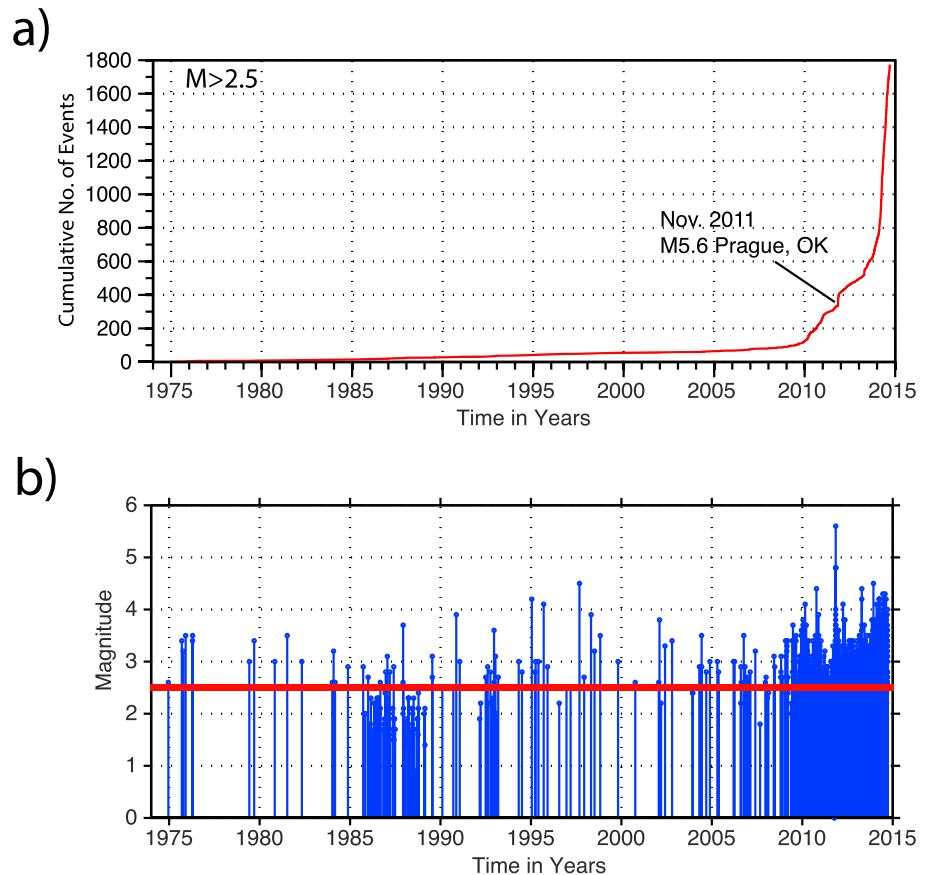 a)
1800
1600
1400
1200
1000
800
600
400
200
0
Cumulative No. of Events
M>2.5
Nov. 2011
M5.6 Prague, OK
1975 1980 1985 1990 1995 2000 2005 2010 2015
Time in Years
b)
6
5
4
3
2
1
0
Magnitude
1975 1980 1985 1990 1995 2000 2005 2010 2015
Time in Years